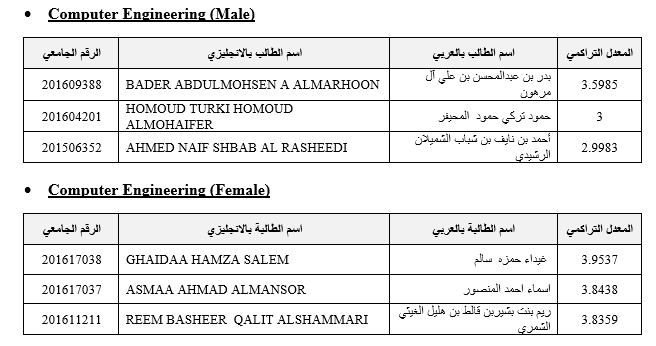 • Computer Engineering (Male)
الرقم الجامعي اسم الطالب بالانجليزي اسم الطالب بالعربي المعدل التراكمي
201609388 BADER ABDULMOHSEN A ALMARHOON بدر بن عبدالمحسن بن علي آل مرهون 3.5985
201604201 HOMOUD TURKI HOMOUD ALMOHAIFER حمود تركي حمود المحيفر 3
201506352 AHMED NAIF SHBAB AL RASHEEDI أحمد بن نايف بن شباب الشميلان الرشيدي 2.9983
• Computer Engineering (Female)
الرقم الجامعي اسم الطالبة بالانجليزي اسم الطالبة بالعربي المعدل التراكمي
201617038 GHAIDAA HAMZA SALEM غيداء حمزه سالم 3.9537
201617037 ASMAA AHMAD ALMANSOR اسماء احمد المنصور 3.8438
201611211 REEM BASHEER QALIT ALSHAMMARI ريم بنت بشيربن قالط بن هليل الغيثي الشمري 3.8359